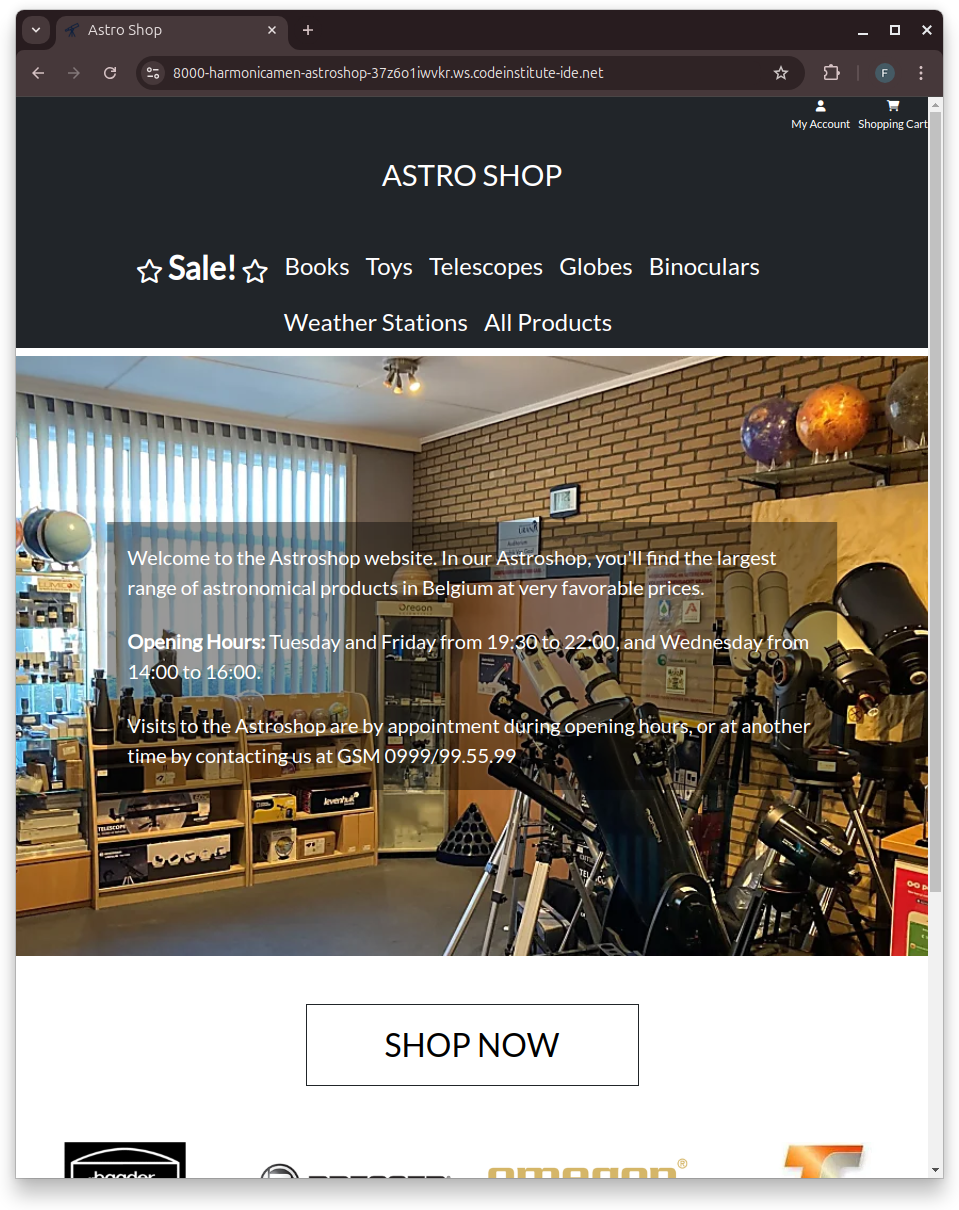 Astro Shop
8000-harmonicamen-astroshop-37z6o1iwvkr.ws.codeinstitute-ide.net
F
My Account Shopping Cart
ASTRO SHOP
Sale! Books Toys Telescopes Globes Binoculars
Weather Stations All Products
Welcome to the Astroshop website. In our Astroshop, you'll find the largest
range of astronomical products in Belgium at very favorable prices.
Opening Hours: Tuesday and Friday from 19:30 to 22:00, and Wednesday from
14:00 to 16:00.
Visits to the Astroshop are by appointment during opening hours, or at another
time by contacting us at GSM 0999/99.55.99
Oregon
levenhuk
TELESCOPE
SHOP NOW
baader
BRESSER
omegon®